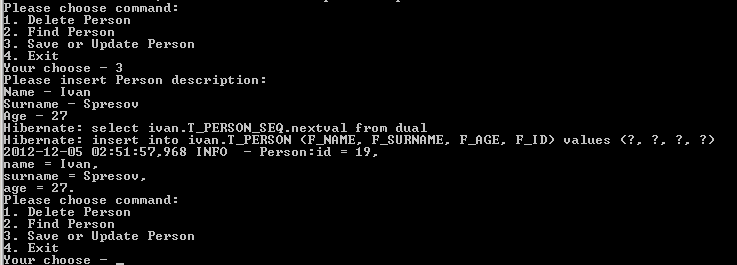 Please choose command:
1. Delete Person
2. Find Person
3. Save or Update Person
4. Exit
Your choose - 3
Please insert Person description:
Name - Ivan
Surname - Spresov
Age - 27
Hibernate: select ivan.T_PERSON_SEQ.nextval from dual
Hibernate: insert into ivan.T_PERSON (F_NAME, F_SURNAME, F_AGE, F_ID) values (?, ?, ?, ?)
2012-12-05 02:51:57,968 INFO  - Person:id = 19,
name = Ivan,
surname = Spresov,
age = 27.
Please choose command:
1. Delete Person
2. Find Person
3. Save or Update Person
4. Exit
Your choose - _